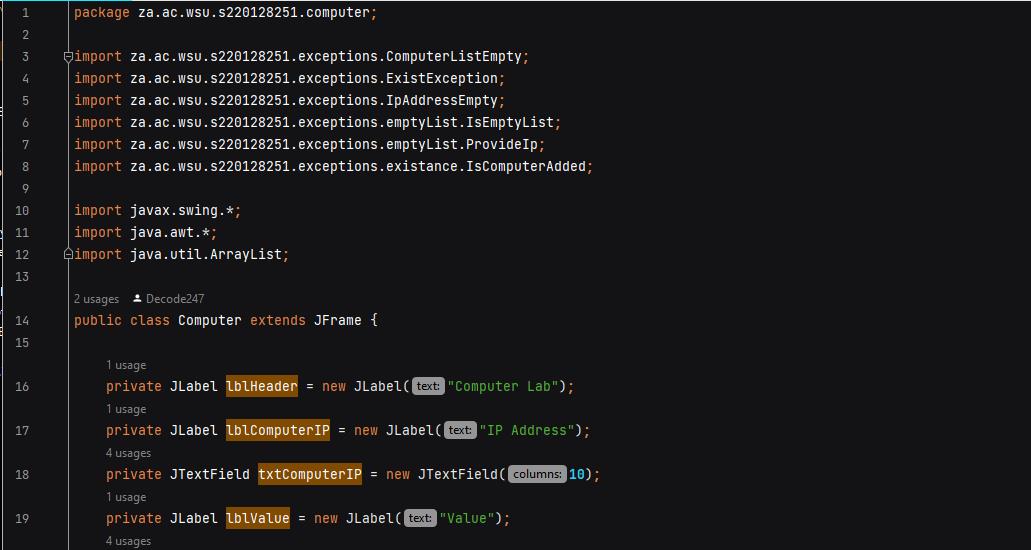 1 package za.ac.wsu.s220128251.computer;
2
3 import za.ac.wsu.s220128251.exceptions.ComputerListEmpty;
4 import za.ac.wsu.s220128251.exceptions.ExistException;
5 import za.ac.wsu.s220128251.exceptions.IpAddressEmpty;
6 import za.ac.wsu.s220128251.exceptions.emptyList.IsEmptyList;
7 import za.ac.wsu.s220128251.exceptions.emptyList.ProvideIp;
8 import za.ac.wsu.s220128251.exceptions.existance.IsComputerAdded;
9
10 import javax.swing.*;
11 import java.awt.*;
12 import java.util.ArrayList;
13
2 usages Decode247
14 public class Computer extends JFrame {
15
1 usage
16 private JLabel lblHeader = new JLabel( text: "Computer Lab");
1 usage
17 private JLabel lblComputerIP = new JLabel( text: "IP Address");
4 usages
18 private JTextField txtComputerIP = new JTextField( columns: 10);
1 usage
19 private JLabel lblValue = new JLabel( text: "Value");
4 usages